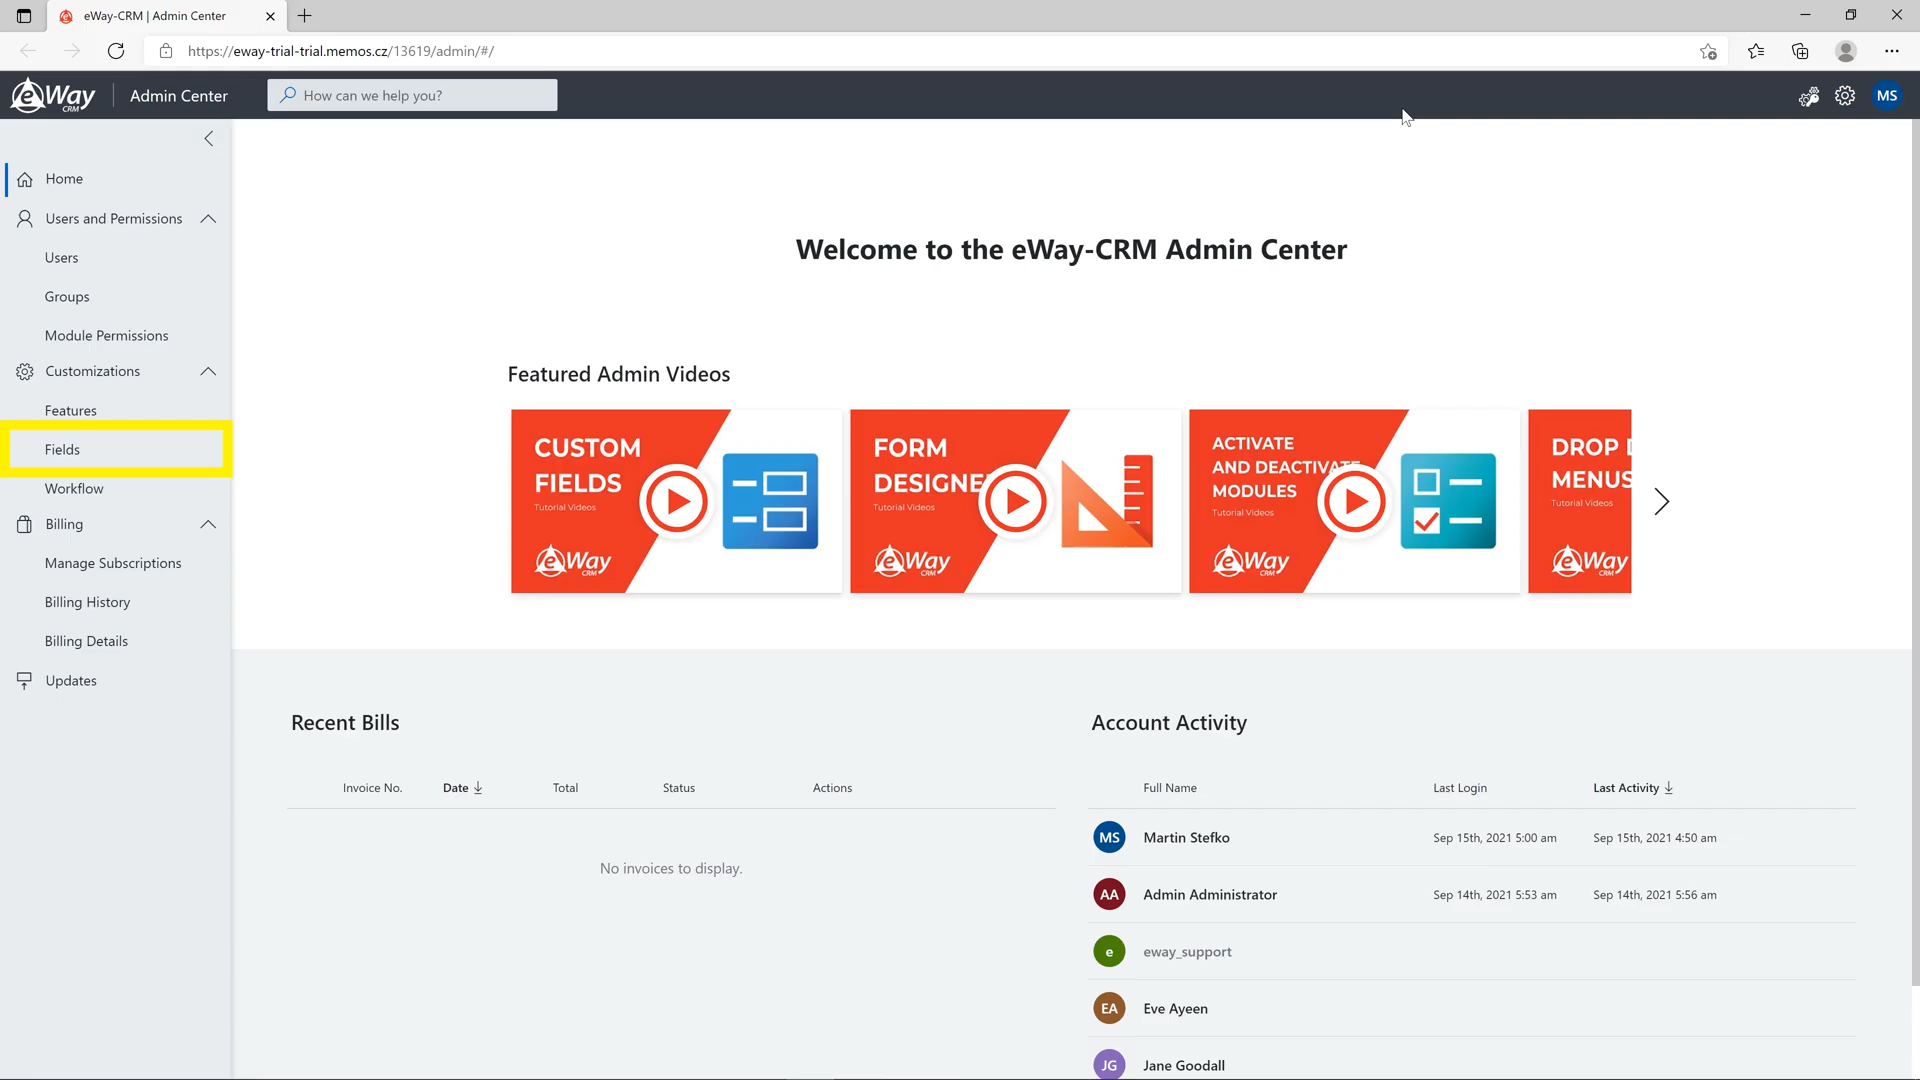 eWay-CRM | Admin Center
https://eway-trial-trial.memos.cz/13619/admin/#/
eWay CRM
Admin Center
How can we help you?
MS
Home
Users and Permissions
Users
Groups
Module Permissions
Customizations
Features
Fields
Workflow
Billing
Manage Subscriptions
Billing History
Billing Details
Updates
Welcome to the eWay-CRM Admin Center
Featured Admin Videos
CUSTOM
FIELDS
Tutorial Videos
eWay CRM
FORM
DESIGNE
Tutorial Videos
eWay CRM
ACTIVATE
AND DEACTIVATE
MODULES
Tutorial Videos
eWay CRM
DROP D
MENUS
Tutorial Videos
eWay CRM
Recent Bills
Invoice No. Date Total Status Actions
No invoices to display.
Account Activity
Full Name Last Login Last Activity
MS Martin Stefko Sep 15th, 2021 5:00 am Sep 15th, 2021 4:50 am
AA Admin Administrator Sep 14th, 2021 5:53 am Sep 14th, 2021 5:56 am
e eway_support
EA Eve Ayeen
JG Jane Goodall